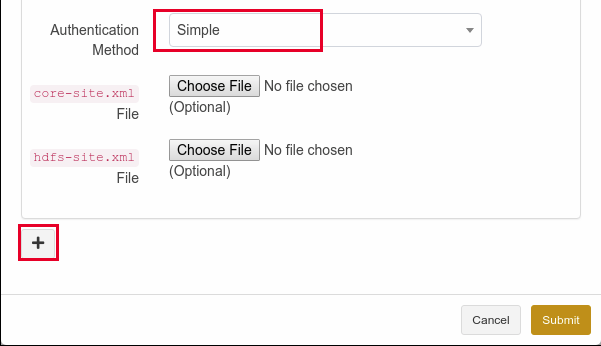 Authentication Method
Simple
core-site.xml File
Choose File No file chosen
(Optional)
hdfs-site.xml File
Choose File No file chosen
(Optional)
+
Cancel Submit